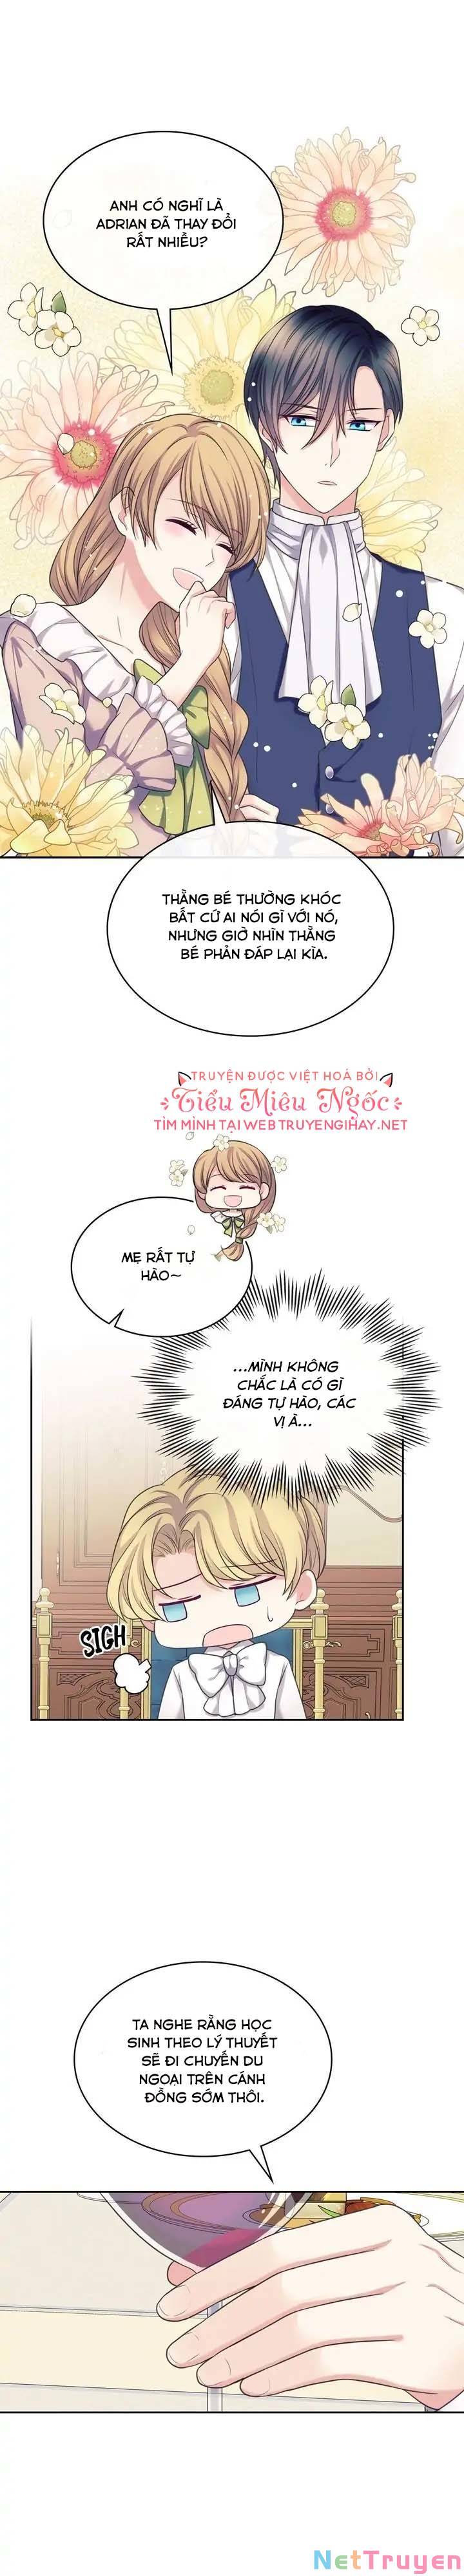 ANH CÓ NGHĨ LÀ
ADRIAN ĐÃ THAY ĐỔI
RẤT NHIỀU?
THẰNG BÉ THƯỜNG KHÓC
BẤT CỨ AI NÓI GÌ VỚI NÓ,
NHƯNG GIỜ NHÌN THẰNG
BÉ PHẢN ĐÁP LẠI KÌA.
TRUYỆN ĐƯỢC VIỆT HOÁ BỞI
TIỂU MIÊU NGỐC
TÌM MÌNH TẠI WEB TRUYENGIHAY.NET
MẸ RẤT TỰ
HÀO~
...MÌNH KHÔNG
CHẮC LÀ CÓ GÌ
ĐÁNG TỰ HÀO, CÁC
VỊ À...
SIGH
TA NGHE RẰNG HỌC
SINH THEO LÝ THUYẾT
SẼ ĐI CHUYẾN DU
NGOẠI TRÊN CÁNH
ĐỒNG SỚM THÔI.
NetTruyen